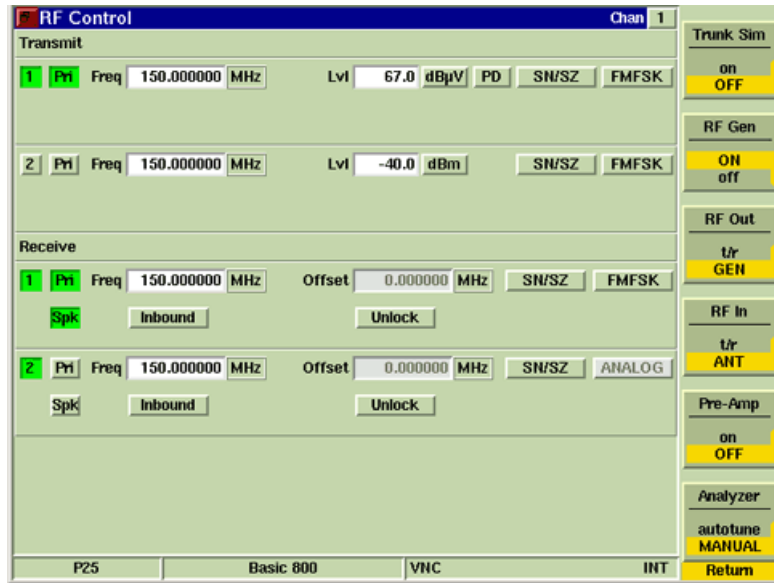 RF Control Chan 1
Transmit
1 Pri Freq 150.000000 MHz Lvl 67.0 dBµV PD SN/SZ FMFSK
2 Pri Freq 150.000000 MHz Lvl -40.0 dBm SN/SZ FMFSK
Receive
1 Pri Freq 150.000000 MHz Offset 0.000000 MHz SN/SZ FMFSK
Spk Inbound Unlock
2 Pri Freq 150.000000 MHz Offset 0.000000 MHz SN/SZ ANALOG
Spk Inbound Unlock
P25 Basic 800 VNC INT
Trunk Sim
on
OFF
RF Gen
ON
off
RF Out
t/r
GEN
RF In
t/r
ANT
Pre-Amp
on
OFF
Analyzer
autotune
MANUAL
Return